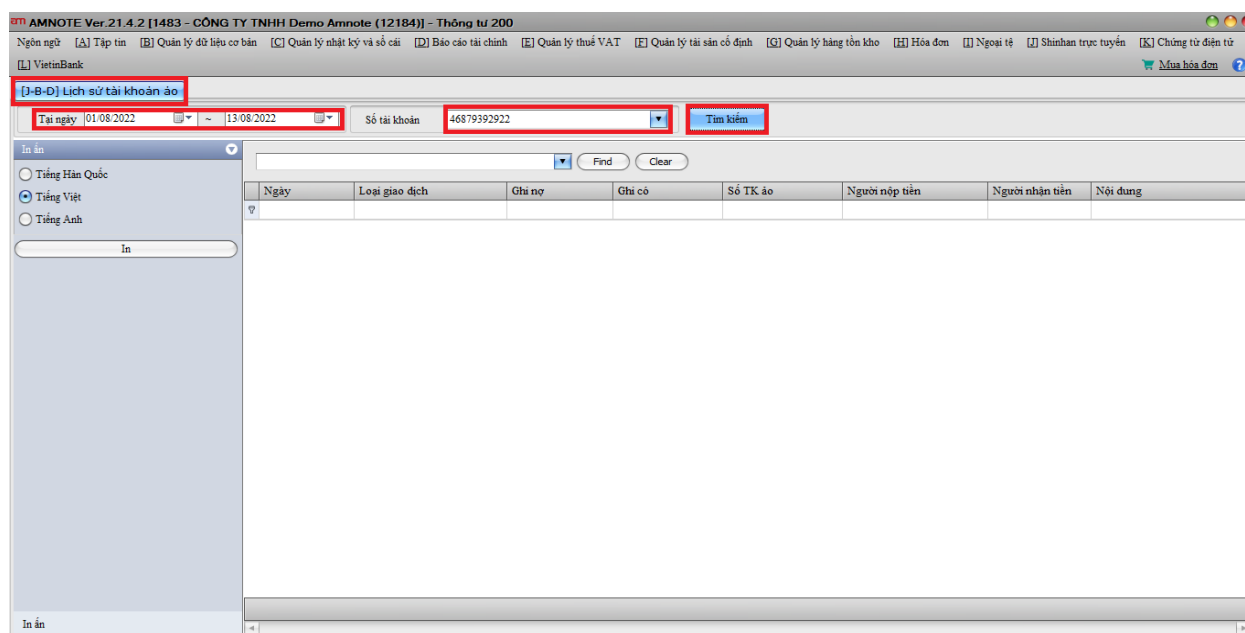 am AMNOTE Ver.21.4.2 [1483 - CÔNG TY TNHH Demo Amnote (12184)] - Thông tư 200
Ngôn ngữ [A] Tập tin [B] Quản lý dữ liệu cơ bản [C] Quản lý nhật ký và sổ cái [D] Báo cáo tài chính [E] Quản lý thuế VAT [F] Quản lý tài sản cố định [G] Quản lý hàng tồn kho [H] Hóa đơn [I] Ngoại tệ [J] Shinhan trực tuyến [K] Chứng từ điện tử
[L] VietinBank Mua hóa đơn ?
[J-B-D] Lịch sử tài khoản ảo
Tại ngày 01/08/2022 ~ 13/08/2022 Số tài khoản 46879392922 Tìm kiếm
In ấn
Find Clear
Tiếng Hàn Quốc
Ngày Loại giao dịch Ghi nợ Ghi có Số TK ảo Người nộp tiền Người nhận tiền Nội dung
Tiếng Việt
Tiếng Anh
In
In ấn